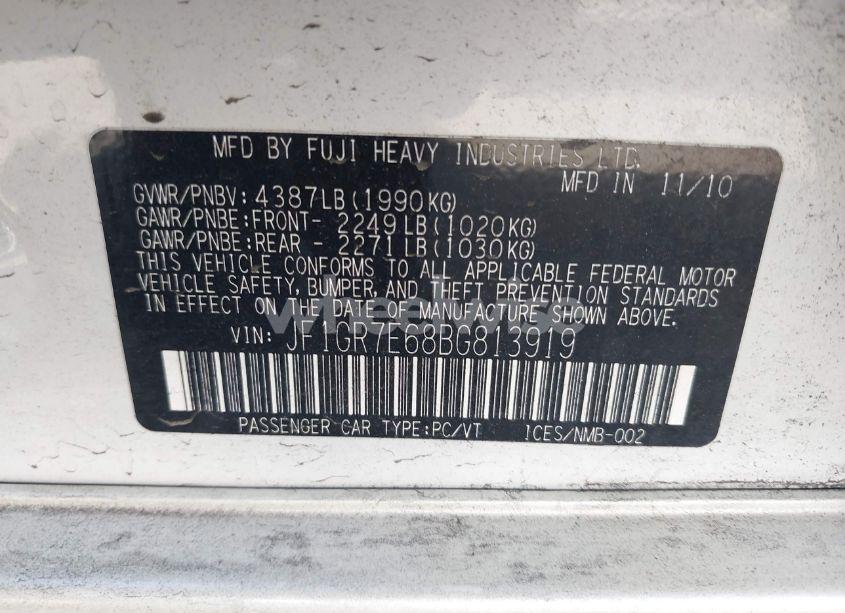 MFD BY FUJI HEAVY INDUSTRIES LTD.
MFD IN 11/10
GVWR/PNBV: 4387LB(1990KG)
GAWR/PNBE:FRONT- 2249LB(1020KG)
GAWR/PNBE:REAR - 2271LB(1030KG)
THIS VEHICLE CONFORMS TO ALL APPLICABLE FEDERAL MOTOR
VEHICLE SAFETY, BUMPER, AND THEFT PREVENTION STANDARDS
IN EFFECT ON THE DATE OF MANUFACTURE SHOWN ABOVE.
wheelwise
VIN: JF1GR7E68BG813919
PASSENGER CAR TYPE:PC/VT ICES/NMB-002